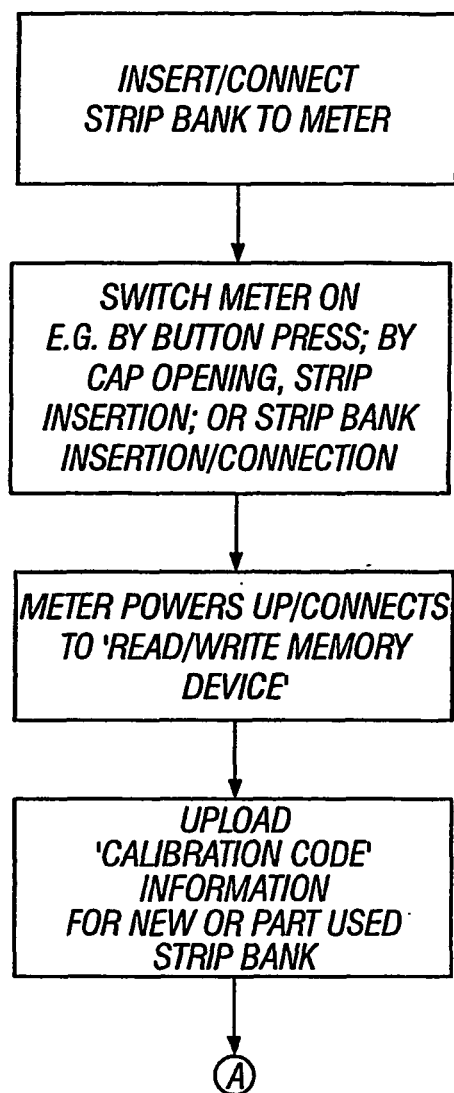 INSERT/CONNECT
STRIP BANK TO METER
SWITCH METER ON
E.G. BY BUTTON PRESS; BY
CAP OPENING, STRIP
INSERTION; OR STRIP BANK
INSERTION/CONNECTION
METER POWERS UP/CONNECTS
TO 'READ/WRITE MEMORY
DEVICE'
UPLOAD
'CALIBRATION CODE'
INFORMATION
FOR NEW OR PART USED
STRIP BANK
A